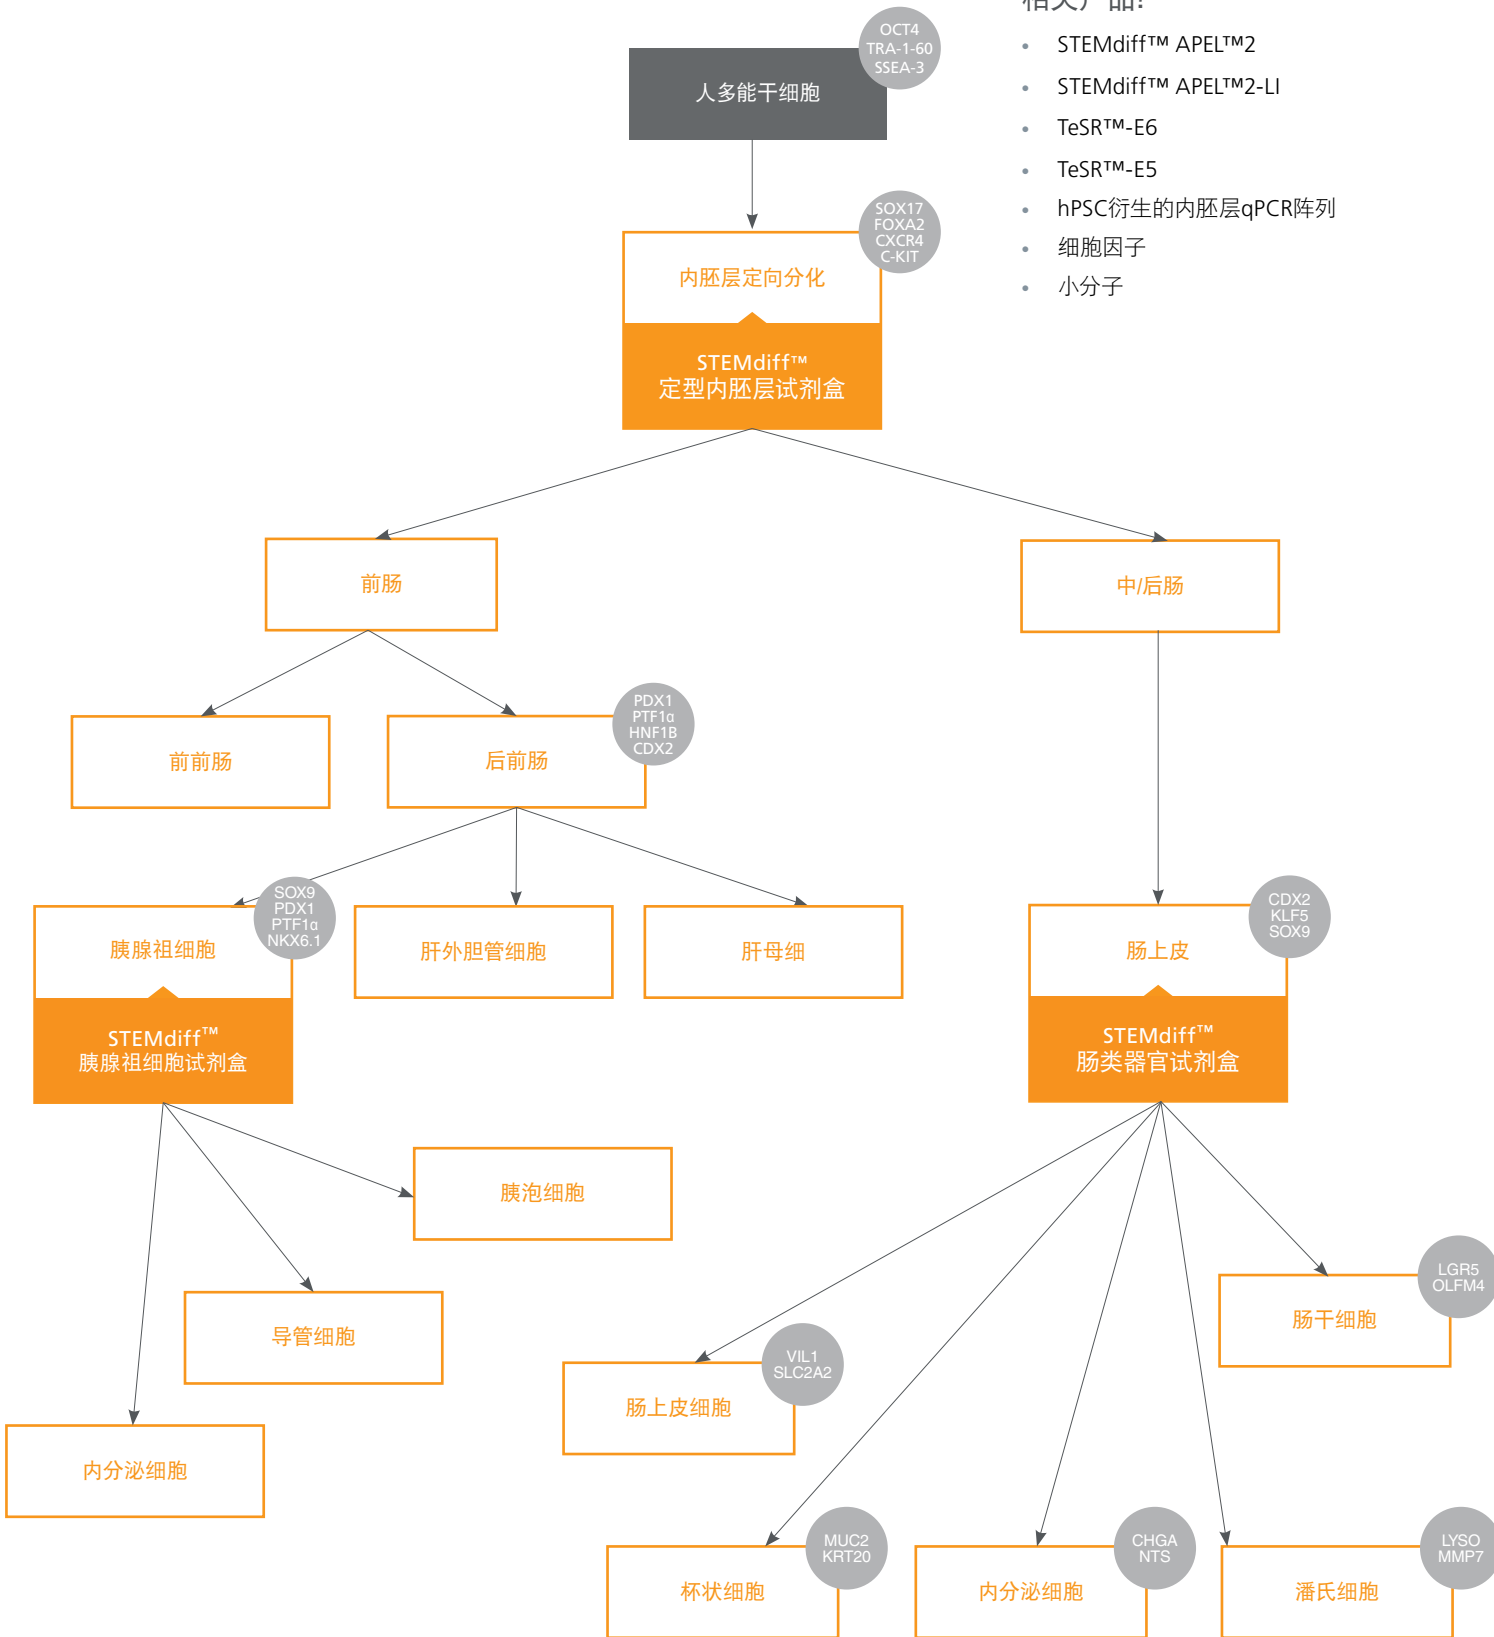 相关产品:
• STEMdiff™ APEL™2
• STEMdiff™ APEL™2-LI
• TeSR™-E6
• TeSR™-E5
• hPSC衍生的内胚层qPCR阵列
• 细胞因子
• 小分子
OCT4
TRA-1-60
SSEA-3
人多能干细胞
SOX17
FOXA2
CXCR4
C-KIT
内胚层定向分化
STEMdiff™
定型内胚层试剂盒
前肠
中/后肠
前前肠
后前肠
PDX1
PTF1α
HNF1B
CDX2
SOX9
PDX1
PTF1α
NKX6.1
胰腺祖细胞
STEMdiff™
胰腺祖细胞试剂盒
肝外胆管细胞
肝母细
CDX2
KLF5
SOX9
肠上皮
STEMdiff™
肠类器官试剂盒
胰泡细胞
导管细胞
内分泌细胞
LGR5
OLFM4
肠干细胞
VIL1
SLC2A2
肠上皮细胞
MUC2
KRT20
杯状细胞
CHGA
NTS
内分泌细胞
LYSO
MMP7
潘氏细胞